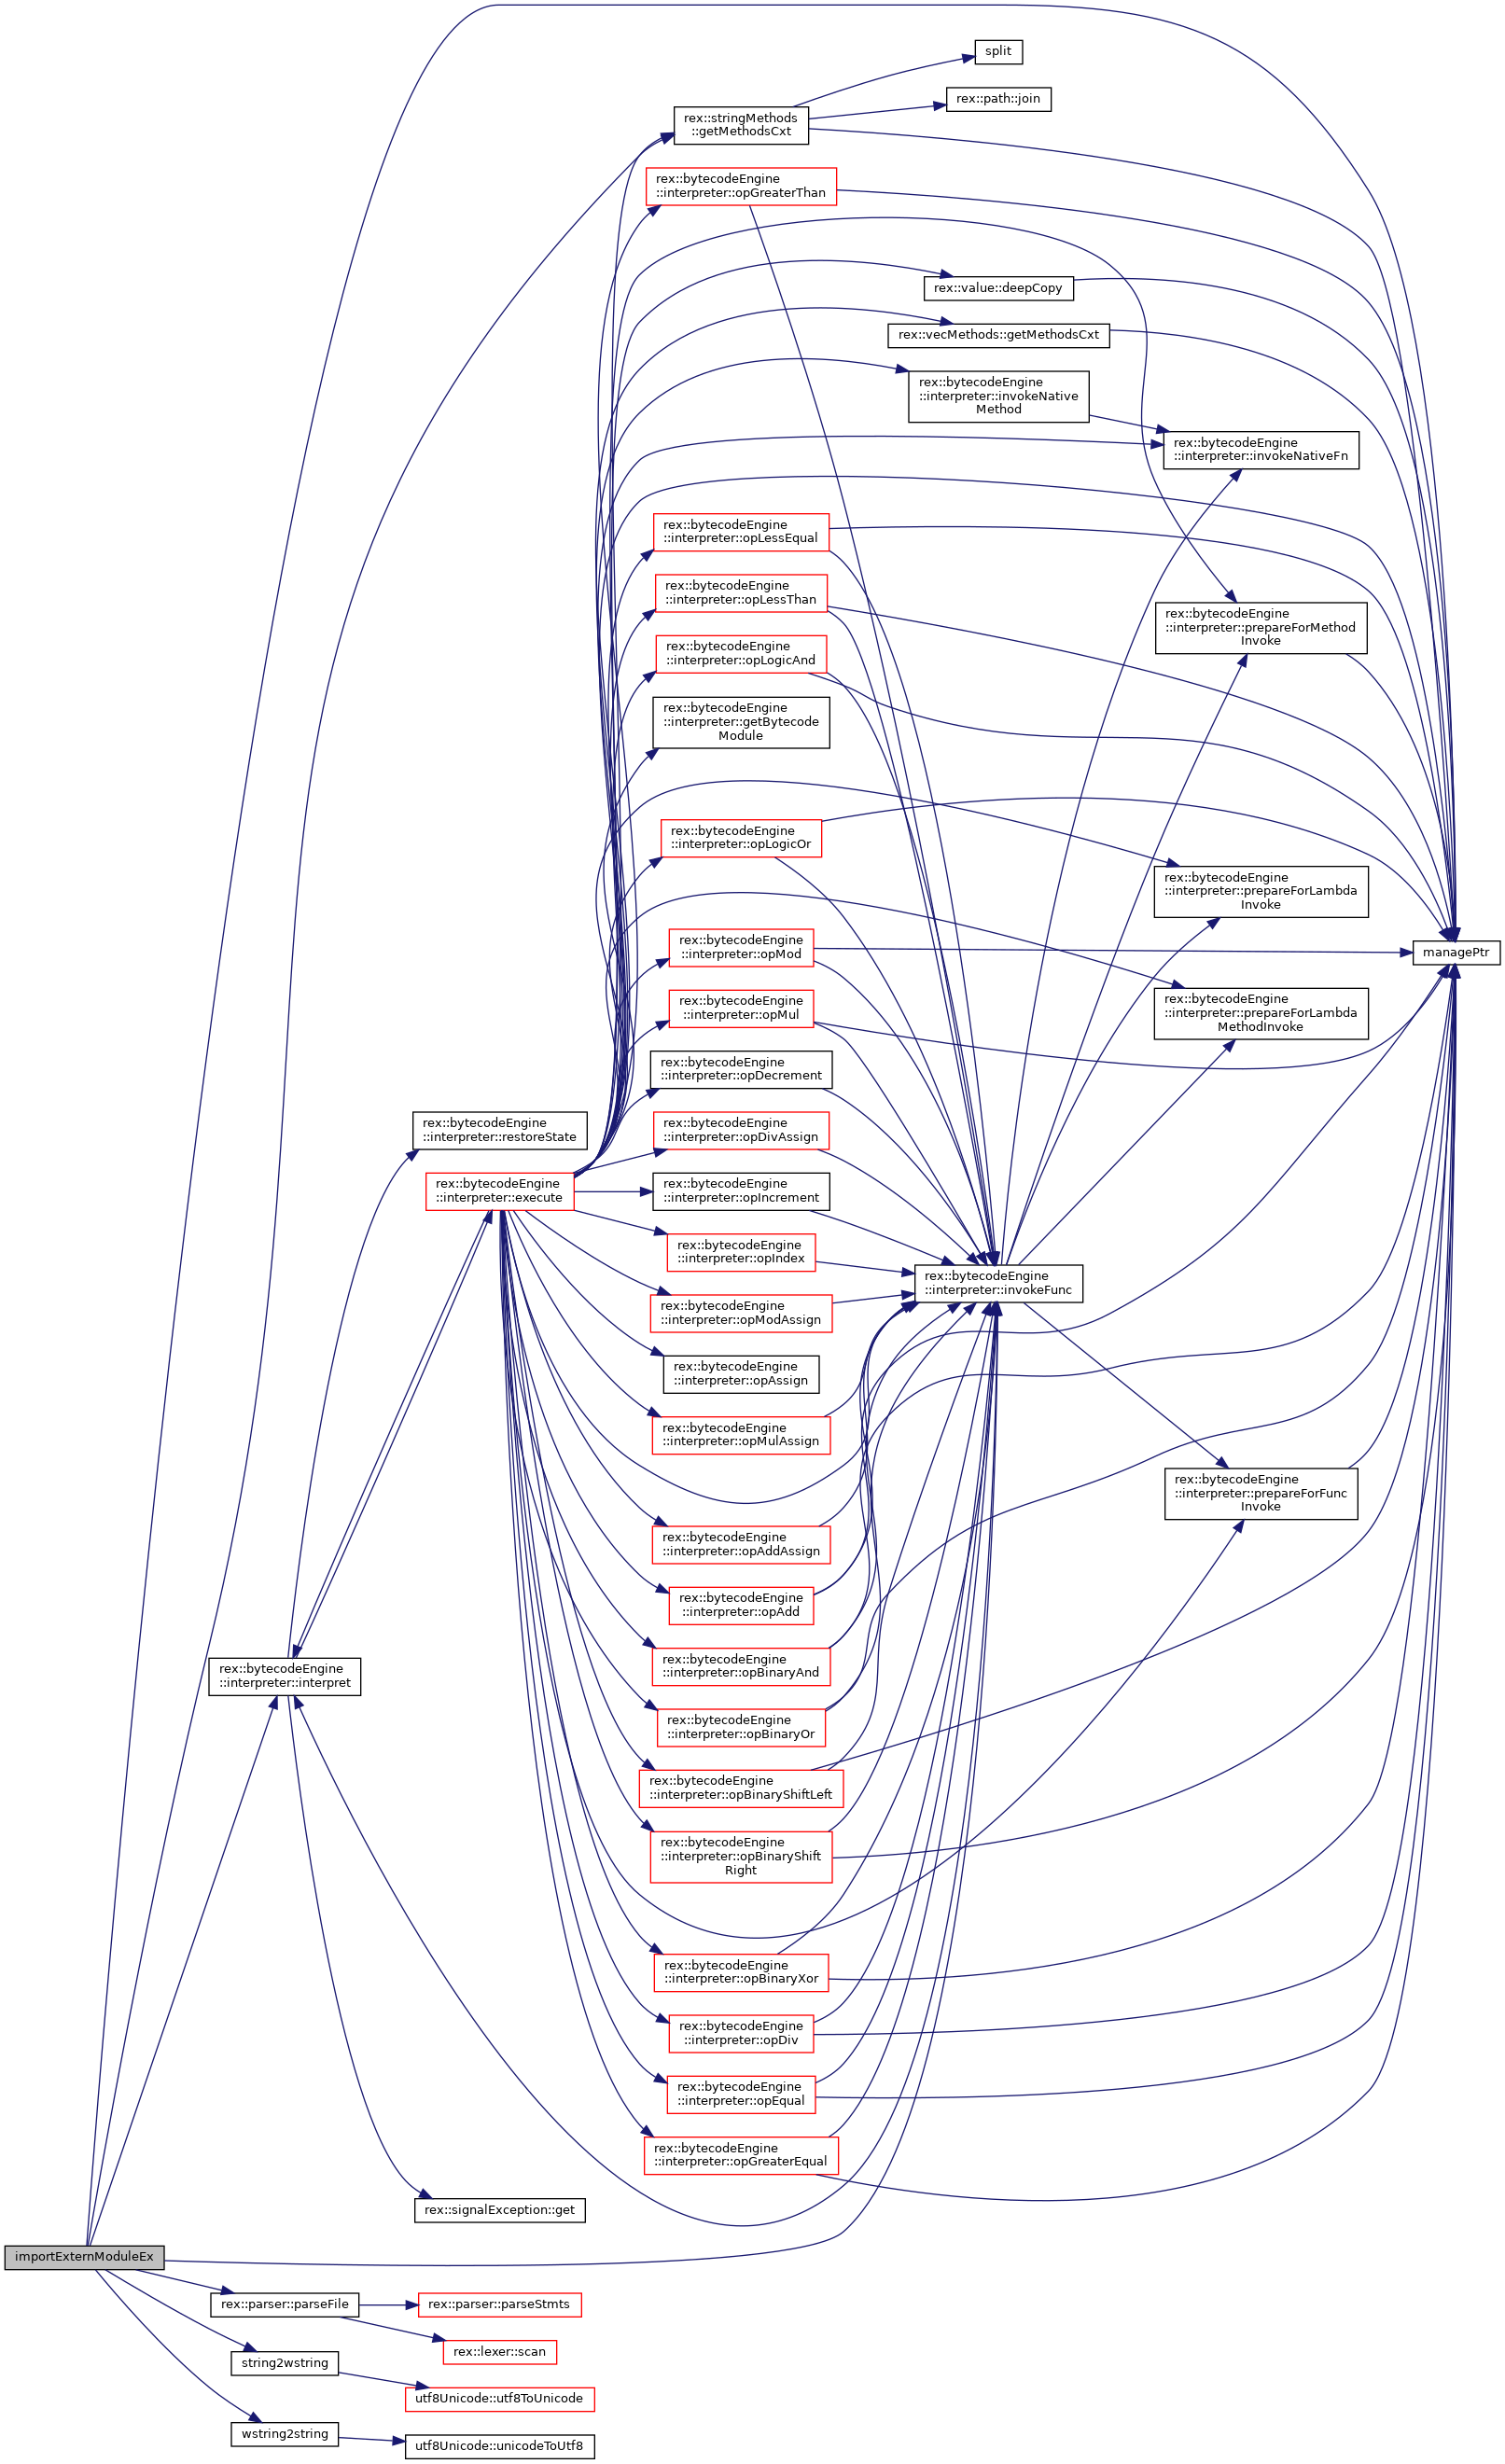 split
rex::path::join
rex::stringMethods
::getMethodsCxt
rex::bytecodeEngine
::interpreter::opGreaterThan
rex::value::deepCopy
rex::vecMethods::getMethodsCxt
rex::bytecodeEngine
::interpreter::invokeNative
Method
rex::bytecodeEngine
::interpreter::invokeNativeFn
rex::bytecodeEngine
::interpreter::opLessEqual
rex::bytecodeEngine
::interpreter::opLessThan
rex::bytecodeEngine
::interpreter::prepareForMethod
Invoke
rex::bytecodeEngine
::interpreter::opLogicAnd
rex::bytecodeEngine
::interpreter::getBytecode
Module
rex::bytecodeEngine
::interpreter::opLogicOr
rex::bytecodeEngine
::interpreter::prepareForLambda
Invoke
rex::bytecodeEngine
::interpreter::opMod
managePtr
rex::bytecodeEngine
::interpreter::opMul
rex::bytecodeEngine
::interpreter::prepareForLambda
MethodInvoke
rex::bytecodeEngine
::interpreter::opDecrement
rex::bytecodeEngine
::interpreter::restoreState
rex::bytecodeEngine
::interpreter::opDivAssign
rex::bytecodeEngine
::interpreter::execute
rex::bytecodeEngine
::interpreter::opIncrement
rex::bytecodeEngine
::interpreter::opIndex
rex::bytecodeEngine
::interpreter::invokeFunc
rex::bytecodeEngine
::interpreter::opModAssign
rex::bytecodeEngine
::interpreter::opAssign
rex::bytecodeEngine
::interpreter::opMulAssign
rex::bytecodeEngine
::interpreter::prepareForFunc
Invoke
rex::bytecodeEngine
::interpreter::opAddAssign
rex::bytecodeEngine
::interpreter::opAdd
rex::bytecodeEngine
::interpreter::interpret
rex::bytecodeEngine
::interpreter::opBinaryAnd
rex::bytecodeEngine
::interpreter::opBinaryOr
rex::bytecodeEngine
::interpreter::opBinaryShiftLeft
rex::bytecodeEngine
::interpreter::opBinaryShift
Right
rex::bytecodeEngine
::interpreter::opBinaryXor
rex::bytecodeEngine
::interpreter::opDiv
rex::bytecodeEngine
::interpreter::opEqual
rex::bytecodeEngine
::interpreter::opGreaterEqual
rex::signalException::get
importExternModuleEx
rex::parser::parseFile
rex::parser::parseStmts
rex::lexer::scan
string2wstring
utf8Unicode::utf8ToUnicode
wstring2string
utf8Unicode::unicodeToUtf8